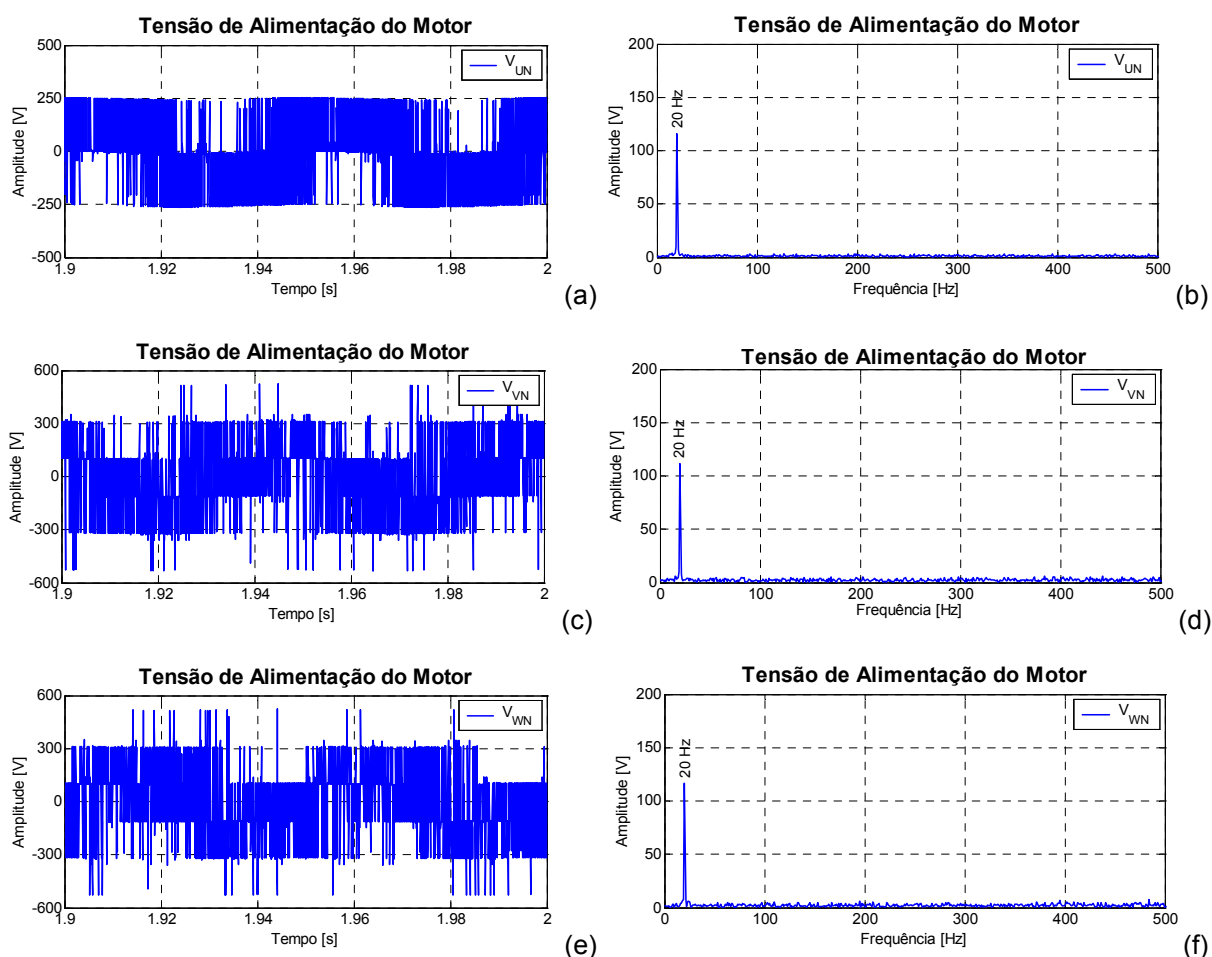 Tensão de Alimentação do Motor
V_UN
Amplitude [V]
500
250
0
-250
-500
1.9 1.92 1.94 1.96 1.98 2
Tempo [s]
(a)
Tensão de Alimentação do Motor
V_UN
20 Hz
Amplitude [V]
200
150
100
50
0
0 100 200 300 400 500
Frequência [Hz]
(b)
Tensão de Alimentação do Motor
V_VN
Amplitude [V]
600
300
0
-300
-600
1.9 1.92 1.94 1.96 1.98 2
Tempo [s]
(c)
Tensão de Alimentação do Motor
V_VN
20 Hz
Amplitude [V]
200
150
100
50
0
0 100 200 300 400 500
Frequência [Hz]
(d)
Tensão de Alimentação do Motor
V_WN
Amplitude [V]
600
300
0
-300
-600
1.9 1.92 1.94 1.96 1.98 2
Tempo [s]
(e)
Tensão de Alimentação do Motor
V_WN
20 Hz
Amplitude [V]
200
150
100
50
0
0 100 200 300 400 500
Frequência [Hz]
(f)